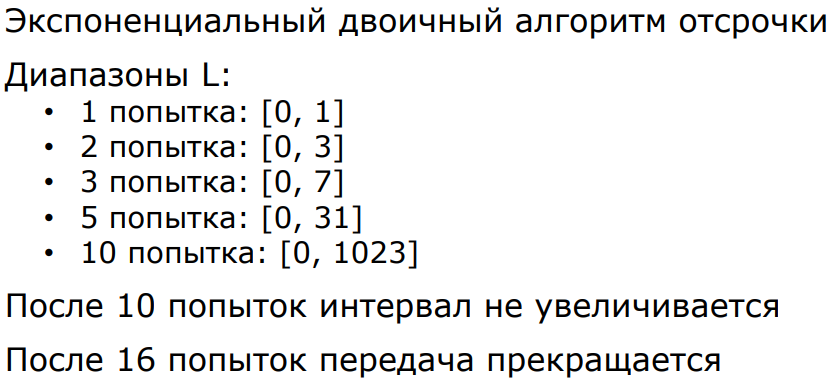 Экспоненциальный двоичный алгоритм отсрочки
Диапазоны L:
• 1 попытка: [0, 1]
• 2 попытка: [0, 3]
• 3 попытка: [0, 7]
• 5 попытка: [0, 31]
• 10 попытка: [0, 1023]
После 10 попыток интервал не увеличивается
После 16 попыток передача прекращается